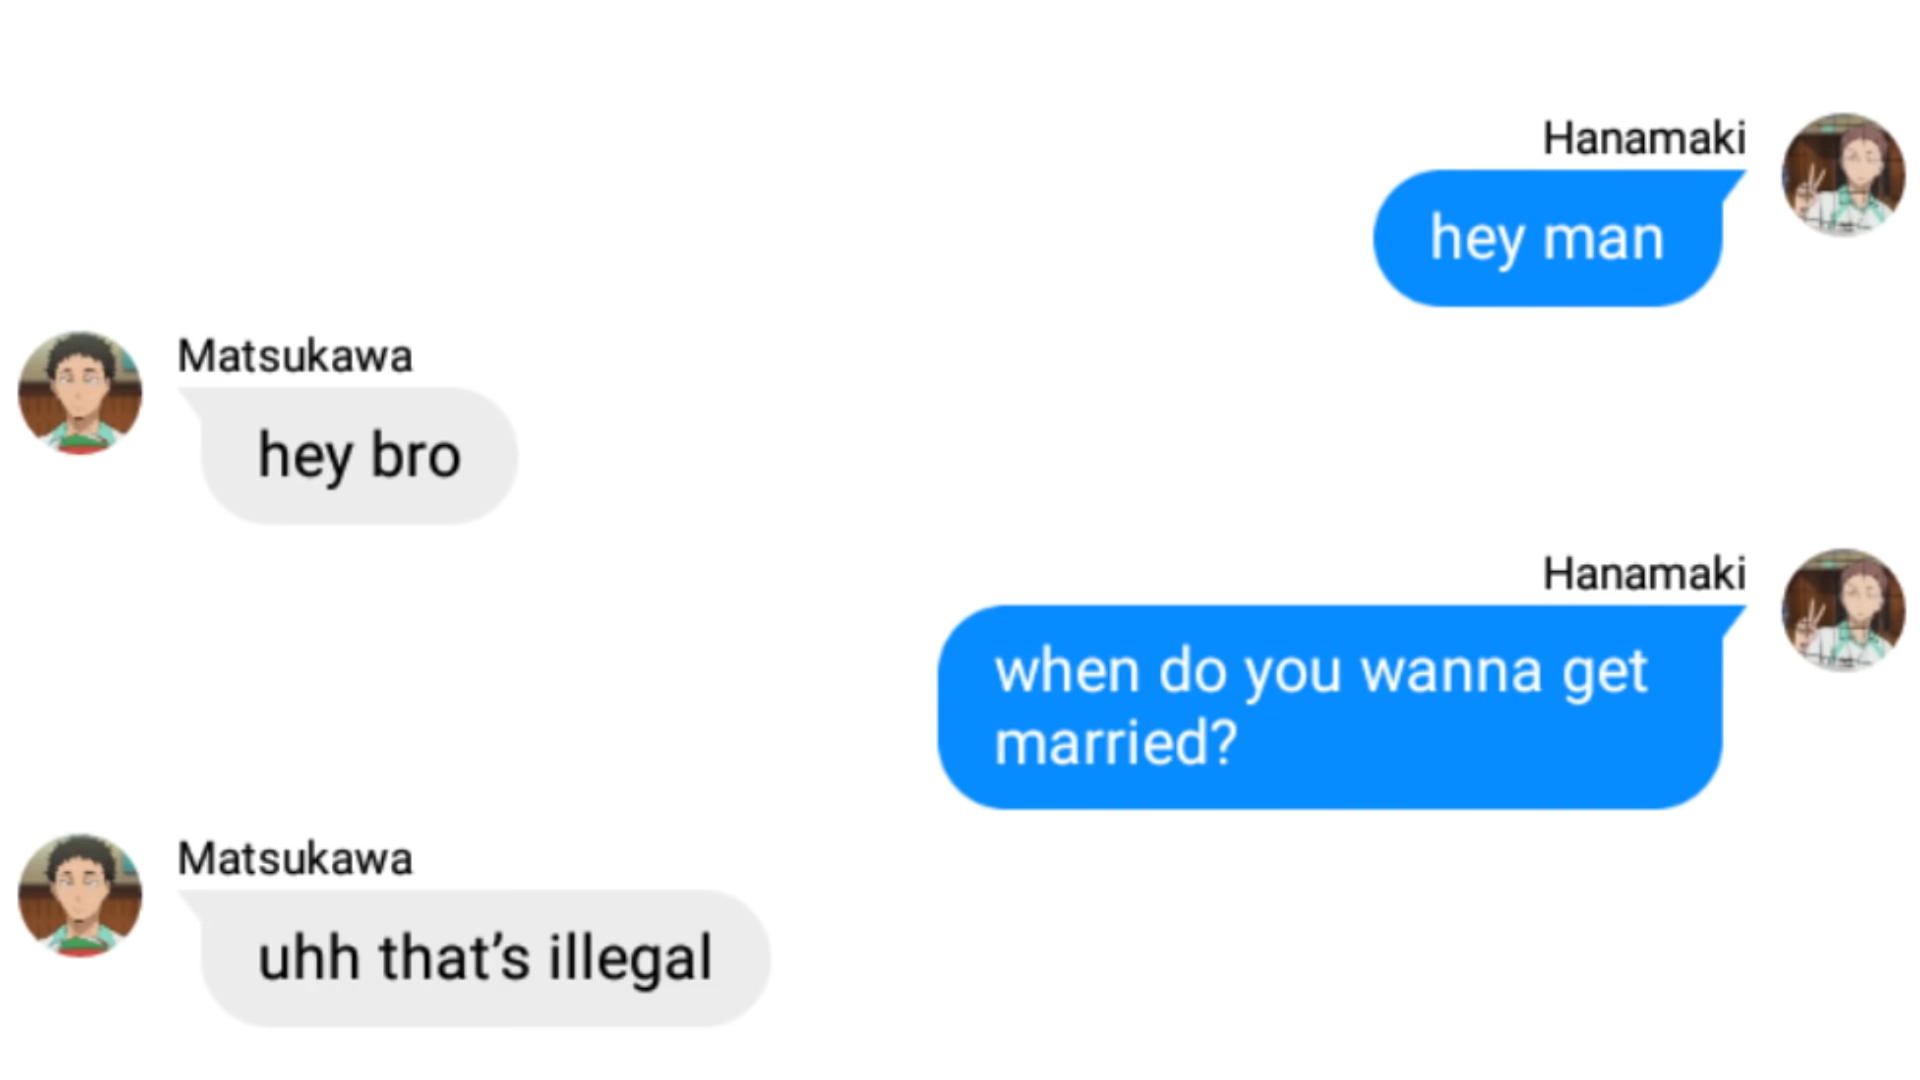 Hanamaki
hey man
Matsukawa
hey bro
Hanamaki
when do you wanna get
married?
Matsukawa
uhh that’s illegal